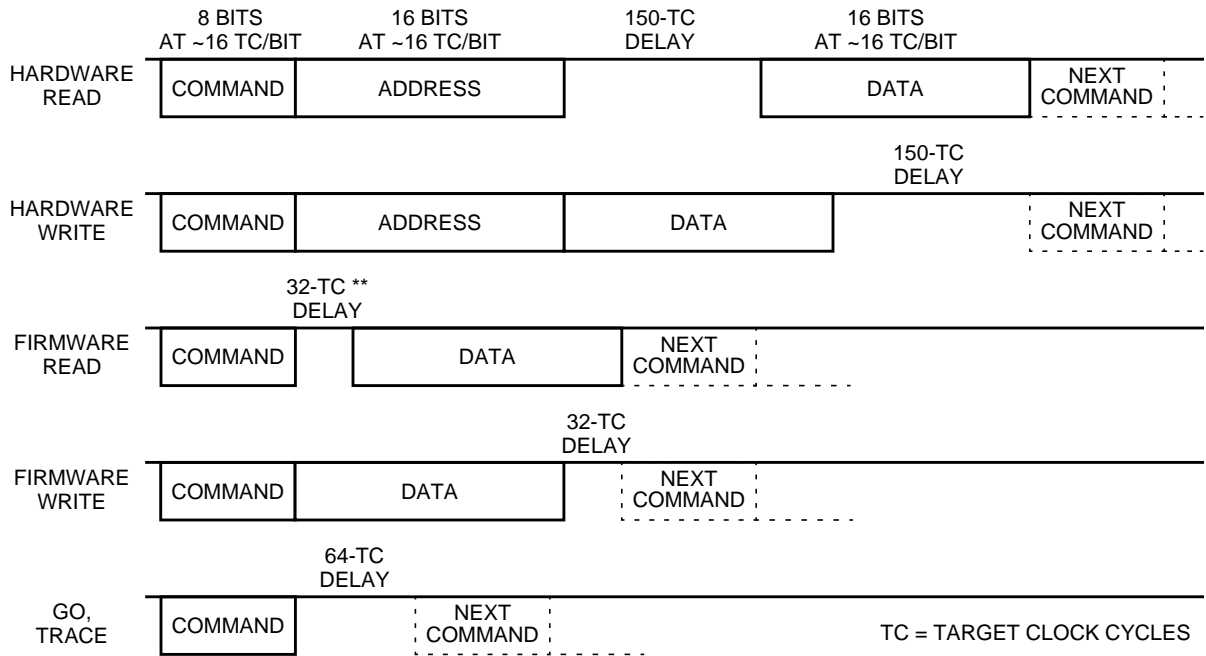 8 BITS
AT ~16 TC/BIT
16 BITS
AT ~16 TC/BIT
150-TC
DELAY
16 BITS
AT ~16 TC/BIT
HARDWARE
READ
COMMAND
ADDRESS
DATA
NEXT
COMMAND
150-TC
DELAY
HARDWARE
WRITE
COMMAND
ADDRESS
DATA
NEXT
COMMAND
32-TC **
DELAY
FIRMWARE
READ
COMMAND
DATA
NEXT
COMMAND
32-TC
DELAY
FIRMWARE
WRITE
COMMAND
DATA
NEXT
COMMAND
64-TC
DELAY
GO,
TRACE
COMMAND
NEXT
COMMAND
TC = TARGET CLOCK CYCLES